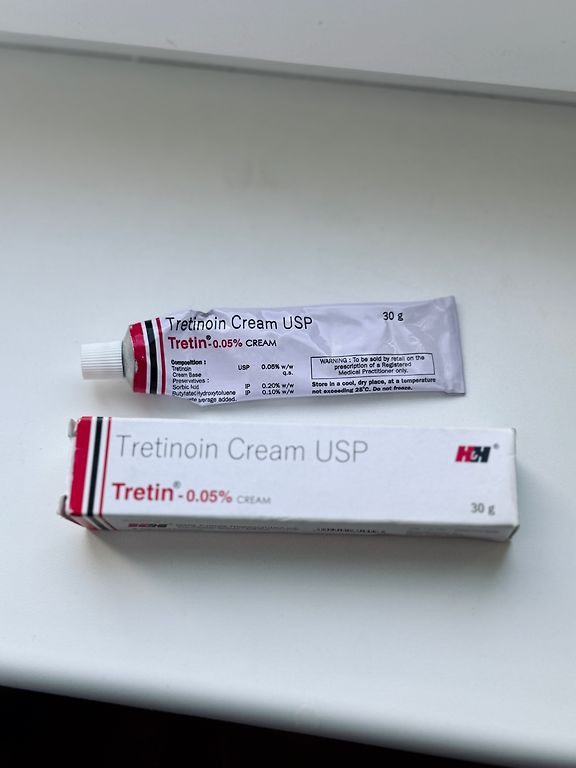 Tretinoin Cream USP
30 g
Tretin®-0.05% CREAM
Composition :
Tretinoin USP 0.05% w/w
Cream Base q.s.
Preservatives :
Sorbic Acid IP 0.20% w/w
Butylated Hydroxytoluene IP 0.10% w/w
overage added.
WARNING : To be sold by retail on the
prescription of a Registered
Medical Practitioner only.
Store in a cool, dry place, at a temperature
not exceeding 25°C. Do not freeze.
Tretinoin Cream USP
HH®
Tretin®-0.05% CREAM
30 g